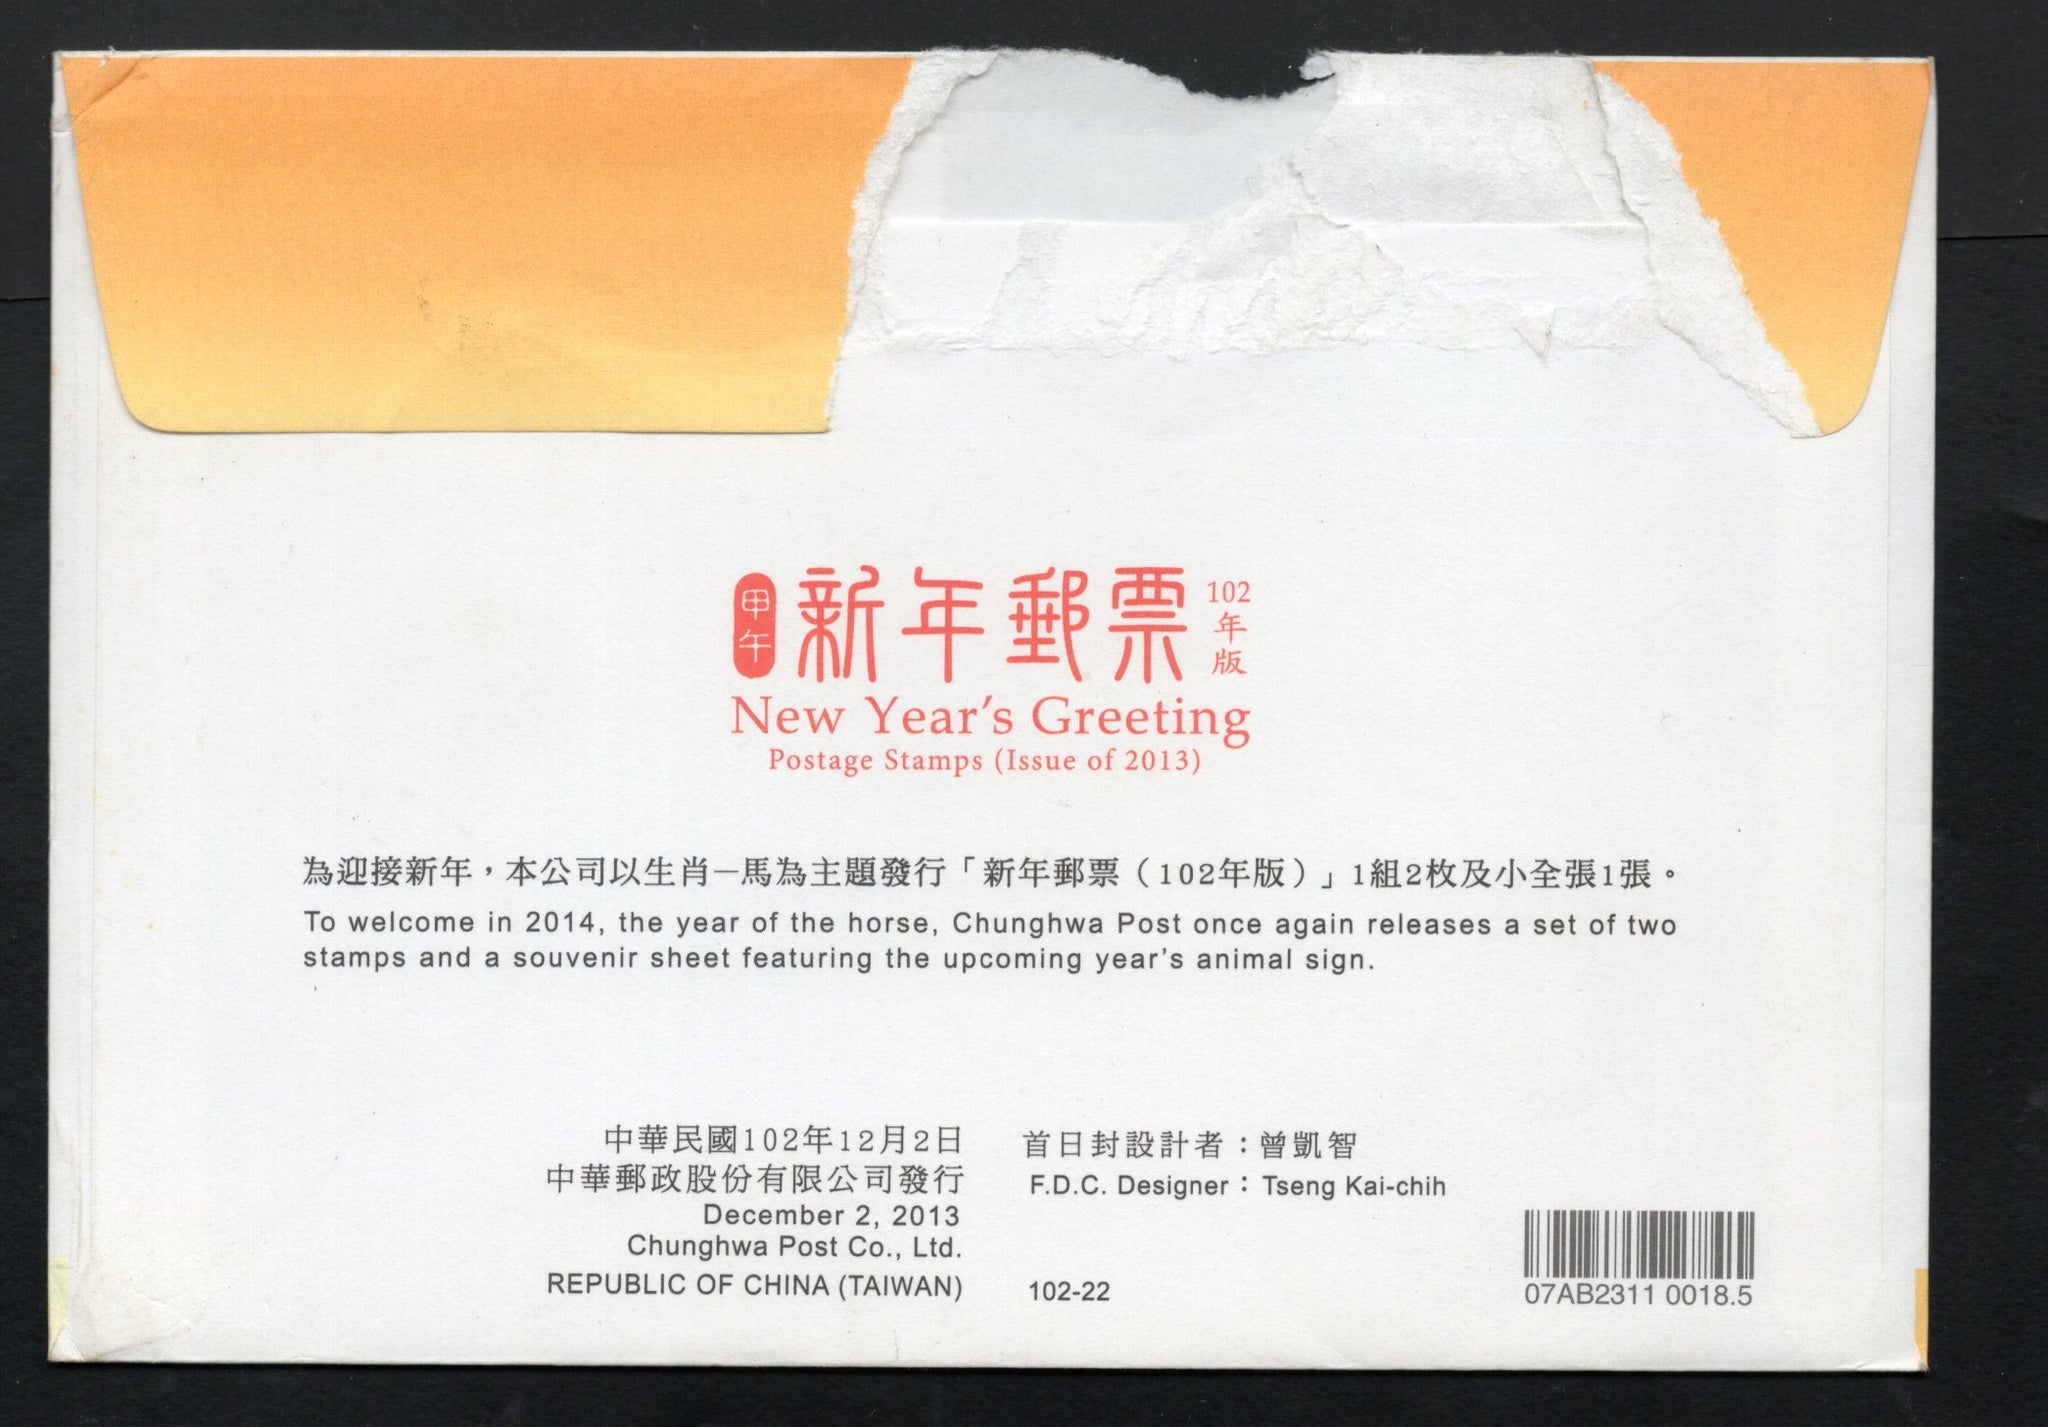 甲午
新年郵票
102年版
New Year's Greeting
Postage Stamps (Issue of 2013)
為迎接新年，本公司以生肖—馬為主題發行「新年郵票（102年版）」1組2枚及小全張1張。
To welcome in 2014, the year of the horse, Chunghwa Post once again releases a set of two
stamps and a souvenir sheet featuring the upcoming year's animal sign.
中華民國102年12月2日
中華郵政股份有限公司發行
December 2, 2013
Chunghwa Post Co., Ltd.
REPUBLIC OF CHINA (TAIWAN)
首日封設計者：曾凱智
F.D.C. Designer：Tseng Kai-chih
102-22
07AB2311 0018.5